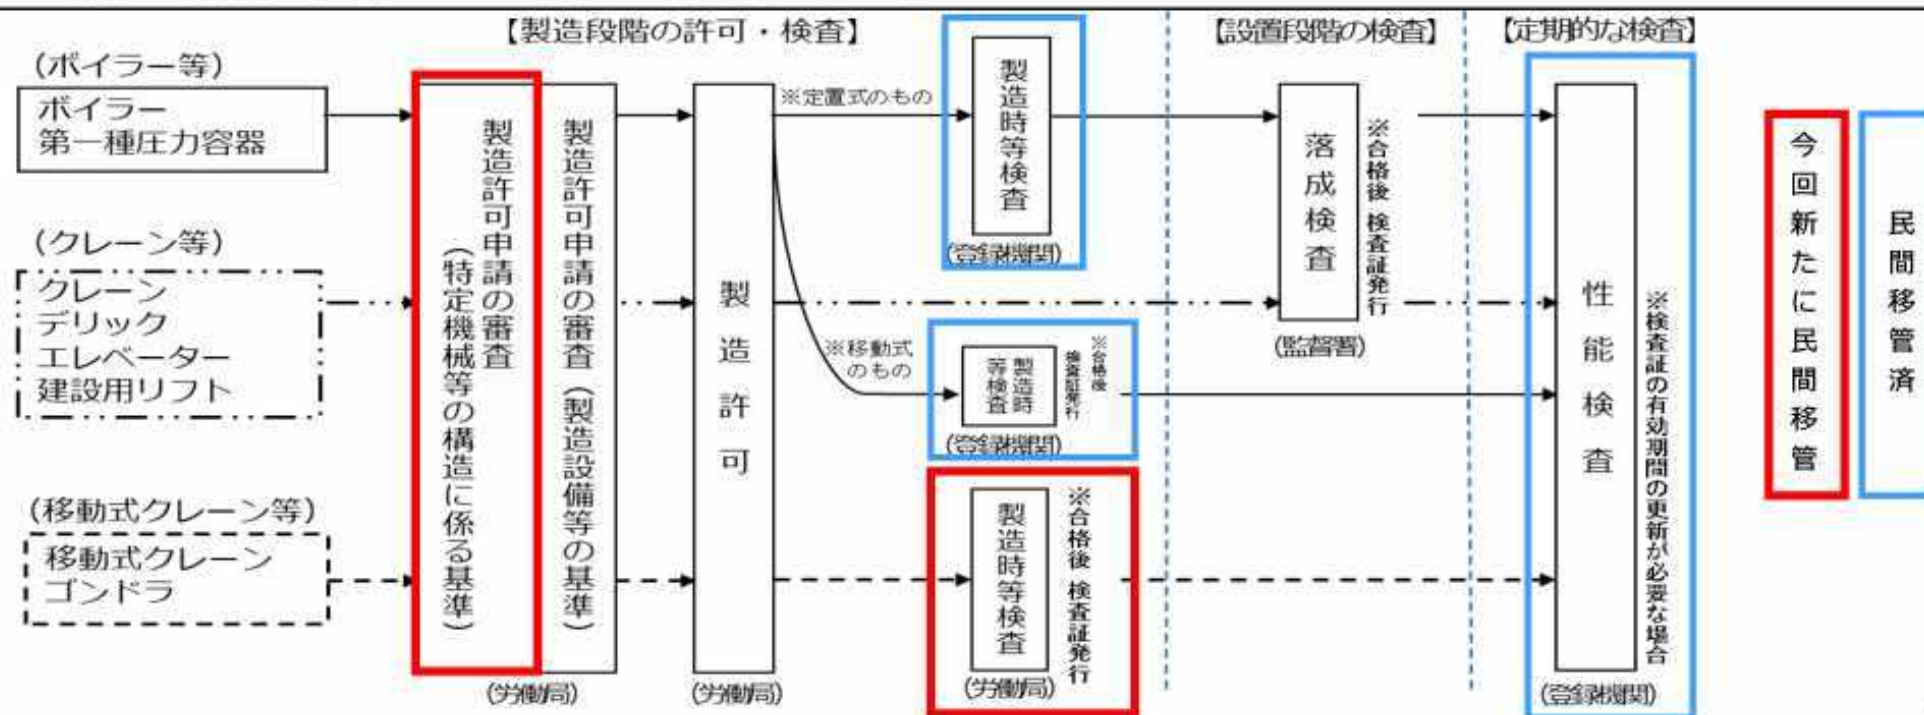 【製造段階の許可・検査】
【設置段階の検査】
【定期的な検査】
(ボイラー等)
ボイラー
第一種圧力容器
(クレーン等)
クレーン
デリック
エレベーター
建設用リフト
(移動式クレーン等)
移動式クレーン
ゴンドラ
製造許可申請の審査
(特定機械等の構造に係る基準)
製造許可申請の審査(製造設備等の基準)
(労働局)
製造許可
(労働局)
※定置式のもの
※移動式
のもの
製造時等検査
(登録機関)
製造時
等検査
※合格後
検査証発行
(登録機関)
製造時等検査
※合格後 検査証発行
(労働局)
落成検査
※合格後 検査証発行
(監督署)
性能検査
※検査証の有効期間の更新が必要な場合
(登録機関)
今回新たに民間移管
民間移管済